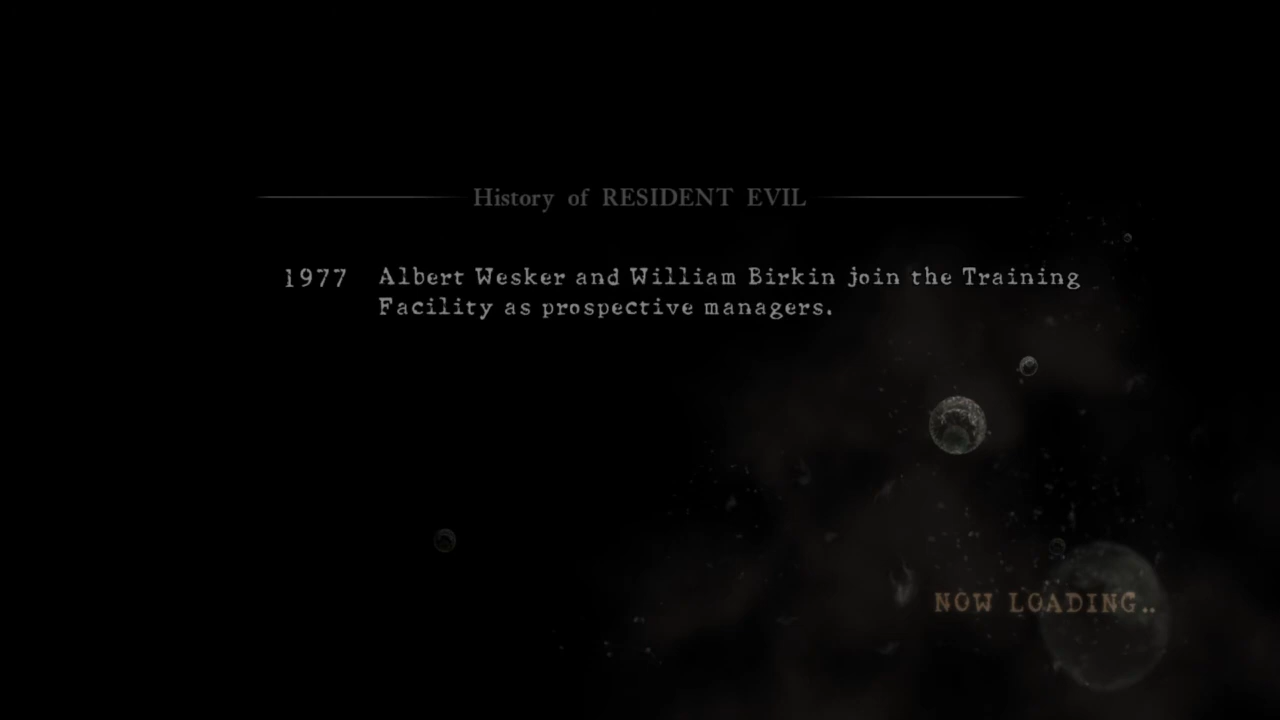 History of RESIDENT EVIL
1977 Albert Wesker and William Birkin join the Training
Facility as prospective managers.
NOW LOADING..